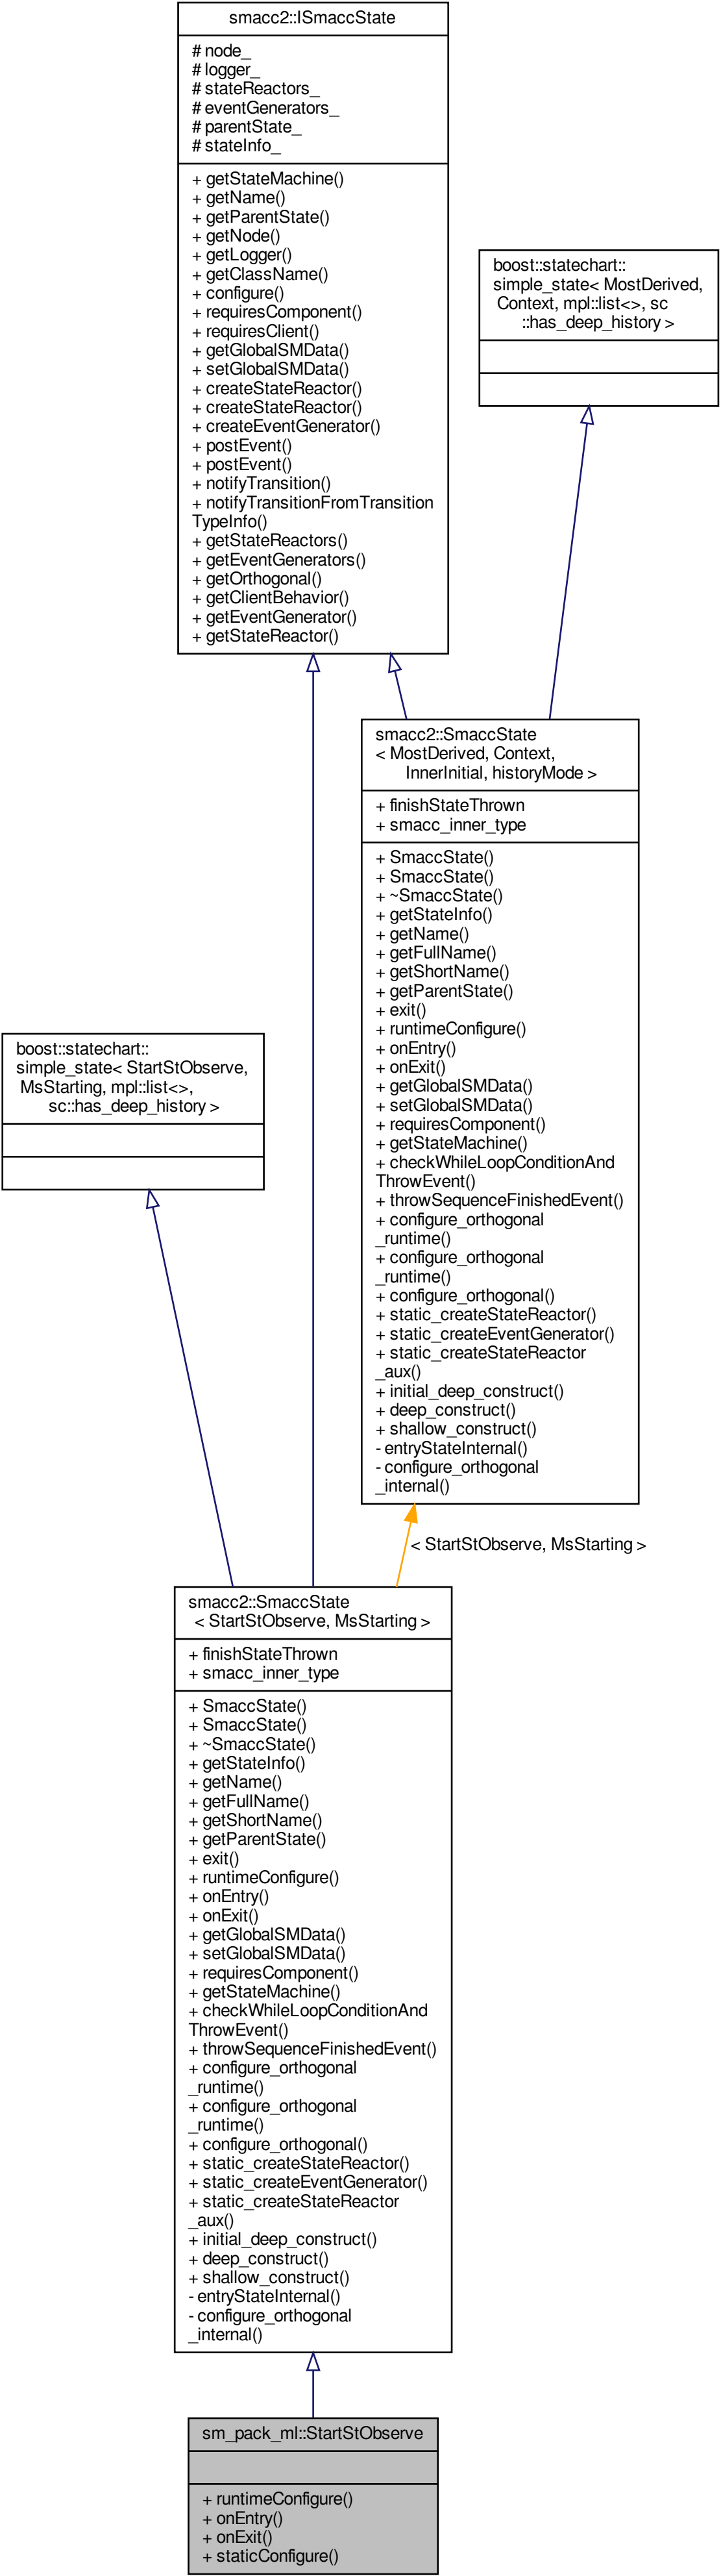 smacc2::ISmaccState
# node_
# logger_
# stateReactors_
# eventGenerators_
# parentState_
# stateInfo_
+ getStateMachine()
+ getName()
+ getParentState()
+ getNode()
+ getLogger()
+ getClassName()
+ configure()
+ requiresComponent()
+ requiresClient()
+ getGlobalSMData()
+ setGlobalSMData()
+ createStateReactor()
+ createStateReactor()
+ createEventGenerator()
+ postEvent()
+ postEvent()
+ notifyTransition()
+ notifyTransitionFromTransition
TypeInfo()
+ getStateReactors()
+ getEventGenerators()
+ getOrthogonal()
+ getClientBehavior()
+ getEventGenerator()
+ getStateReactor()
boost::statechart::
simple_state< MostDerived,
Context, mpl::list<>, sc
::has_deep_history >
smacc2::SmaccState
< MostDerived, Context,
InnerInitial, historyMode >
+ finishStateThrown
+ smacc_inner_type
+ SmaccState()
+ SmaccState()
+ ~SmaccState()
+ getStateInfo()
+ getName()
+ getFullName()
+ getShortName()
+ getParentState()
+ exit()
+ runtimeConfigure()
+ onEntry()
+ onExit()
+ getGlobalSMData()
+ setGlobalSMData()
+ requiresComponent()
+ getStateMachine()
+ checkWhileLoopConditionAnd
ThrowEvent()
+ throwSequenceFinishedEvent()
+ configure_orthogonal
_runtime()
+ configure_orthogonal
_runtime()
+ configure_orthogonal()
+ static_createStateReactor()
+ static_createEventGenerator()
+ static_createStateReactor
_aux()
+ initial_deep_construct()
+ deep_construct()
+ shallow_construct()
- entryStateInternal()
- configure_orthogonal
_internal()
boost::statechart::
simple_state< StartStObserve,
MsStarting, mpl::list<>,
sc::has_deep_history >
< StartStObserve, MsStarting >
smacc2::SmaccState
< StartStObserve, MsStarting >
+ finishStateThrown
+ smacc_inner_type
+ SmaccState()
+ SmaccState()
+ ~SmaccState()
+ getStateInfo()
+ getName()
+ getFullName()
+ getShortName()
+ getParentState()
+ exit()
+ runtimeConfigure()
+ onEntry()
+ onExit()
+ getGlobalSMData()
+ setGlobalSMData()
+ requiresComponent()
+ getStateMachine()
+ checkWhileLoopConditionAnd
ThrowEvent()
+ throwSequenceFinishedEvent()
+ configure_orthogonal
_runtime()
+ configure_orthogonal
_runtime()
+ configure_orthogonal()
+ static_createStateReactor()
+ static_createEventGenerator()
+ static_createStateReactor
_aux()
+ initial_deep_construct()
+ deep_construct()
+ shallow_construct()
- entryStateInternal()
- configure_orthogonal
_internal()
sm_pack_ml::StartStObserve
+ runtimeConfigure()
+ onEntry()
+ onExit()
+ staticConfigure()